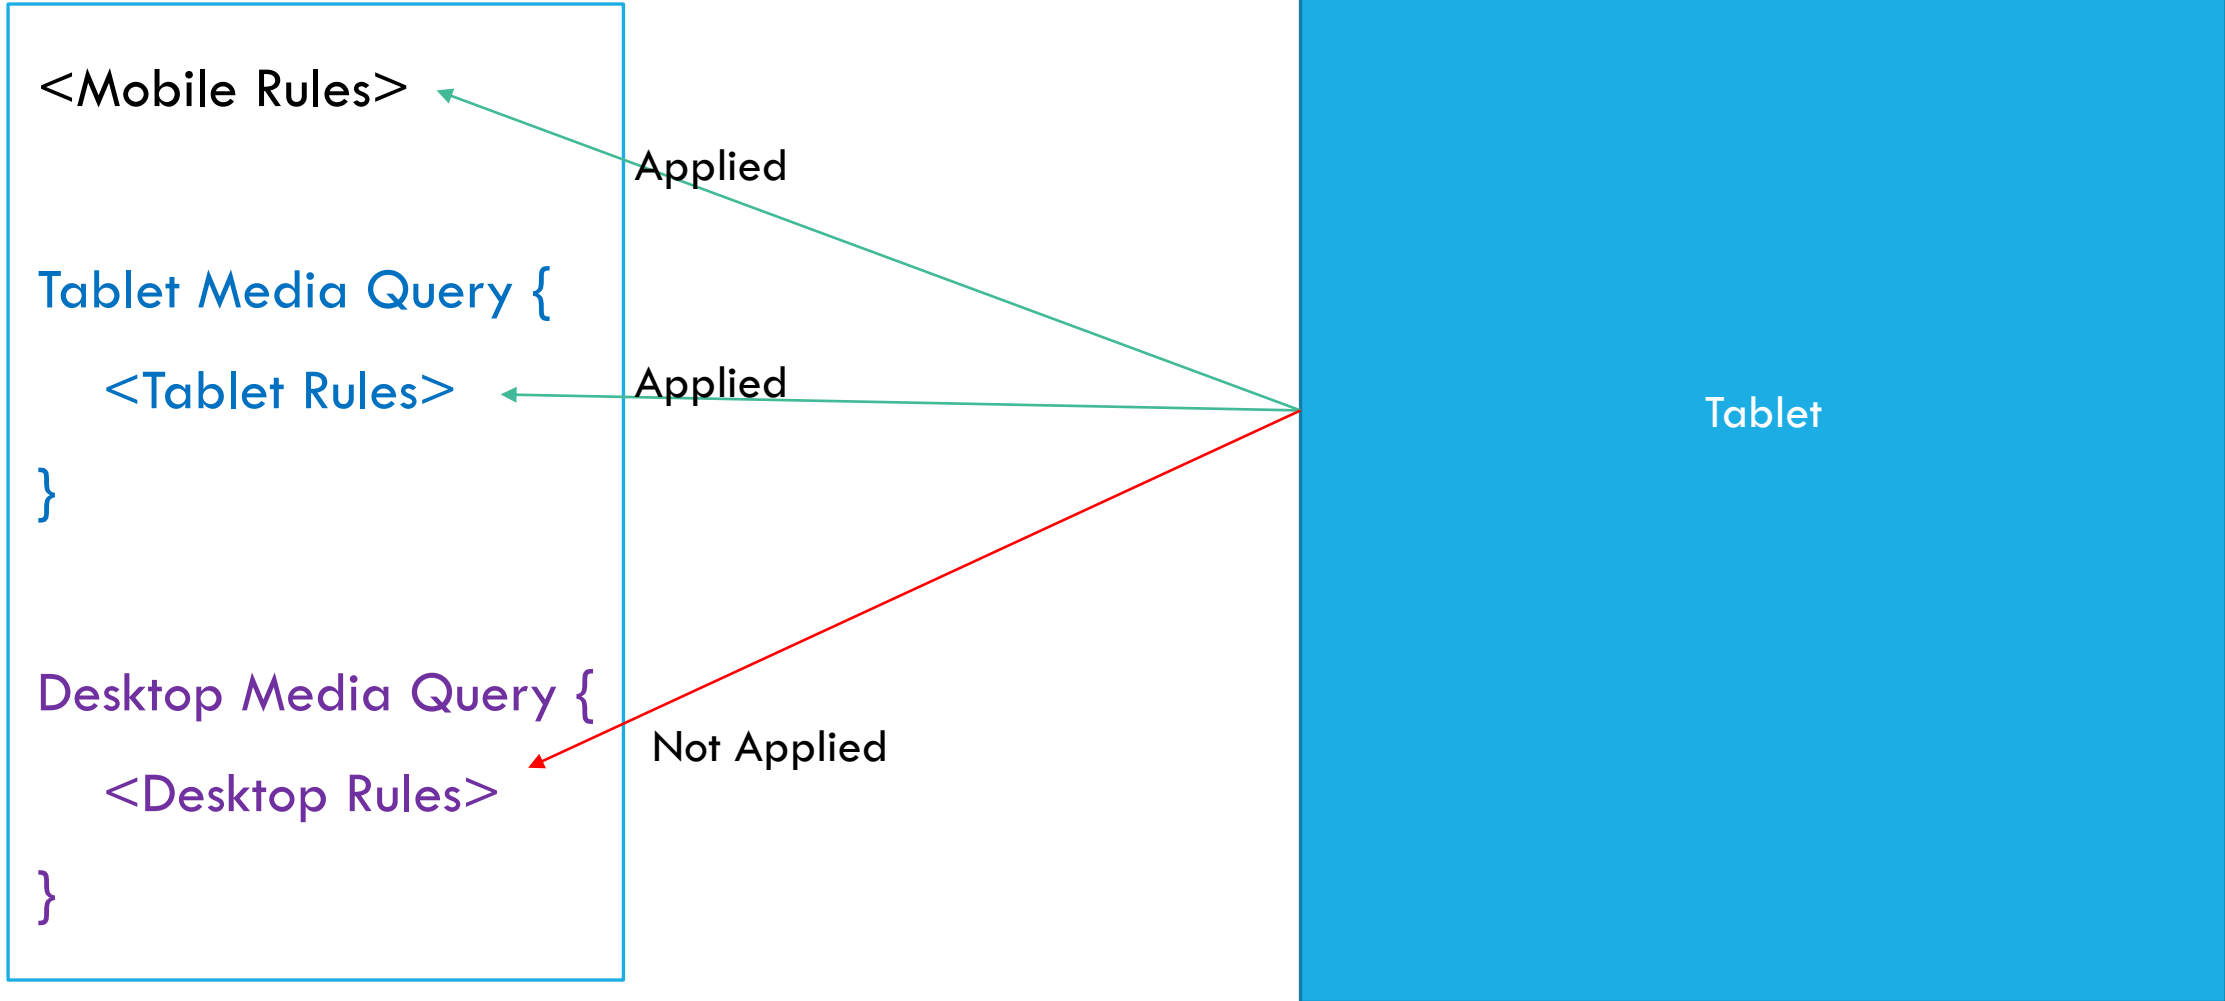 <Mobile Rules>
Applied
Tablet Media Query {
<Tablet Rules>
Applied
Tablet
}
Desktop Media Query {
Not Applied
<Desktop Rules>
}